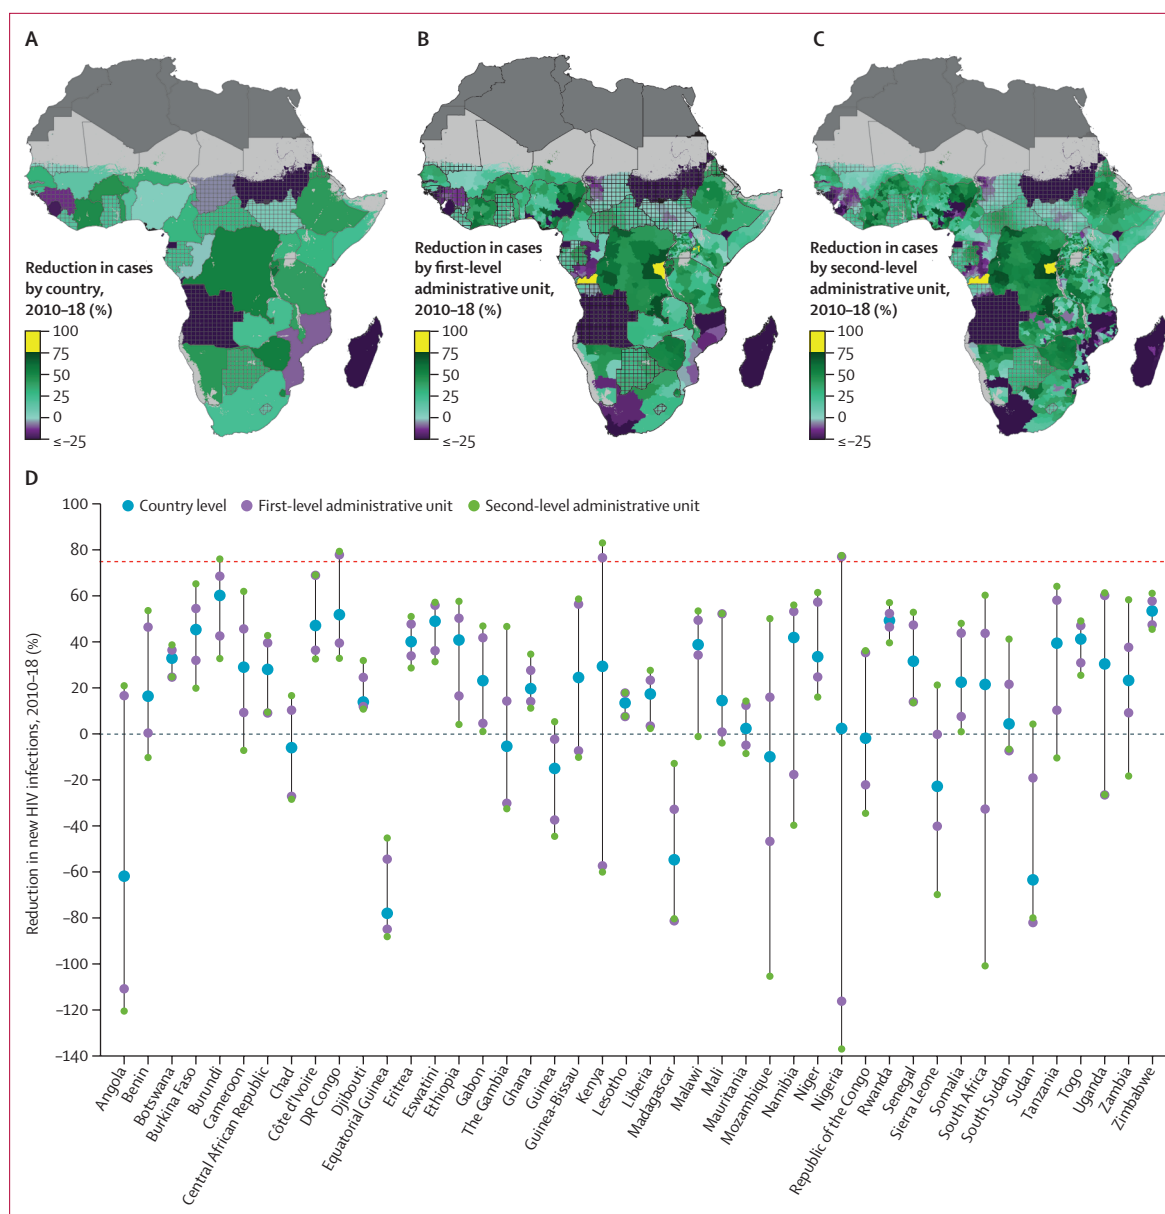 A
B
C
Reduction in cases
by country,
2010–18 (%)
100
75
50
25
0
≤–25
Reduction in cases
by first-level
administrative unit,
2010–18 (%)
100
75
50
25
0
≤–25
Reduction in cases
by second-level
administrative unit,
2010–18 (%)
100
75
50
25
0
≤–25
D
Country level
First-level administrative unit
Second-level administrative unit
Reduction in new HIV infections, 2010–18 (%)
100
80
60
40
20
0
–20
–40
–60
–80
–100
–120
–140
Angola
Benin
Botswana
Burkina Faso
Burundi
Cameroon
Central African Republic
Chad
Côte d'Ivoire
DR Congo
Djibouti
Equatorial Guinea
Eritrea
Eswatini
Ethiopia
Gabon
The Gambia
Ghana
Guinea
Guinea-Bissau
Kenya
Lesotho
Liberia
Madagascar
Malawi
Mali
Mauritania
Mozambique
Namibia
Niger
Nigeria
Republic of the Congo
Rwanda
Senegal
Sierra Leone
Somalia
South Africa
South Sudan
Sudan
Tanzania
Togo
Uganda
Zambia
Zimbabwe